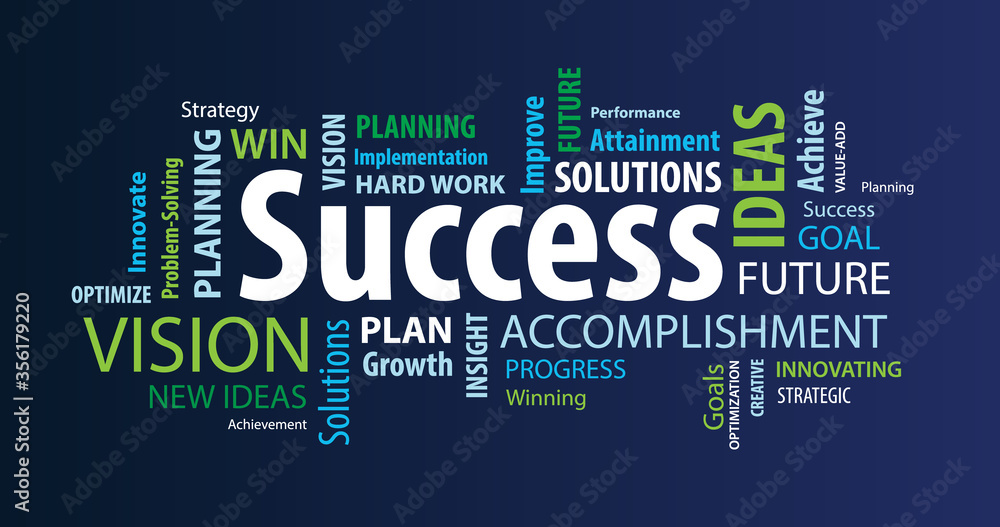 Strategy
WIN
PLANNING
Problem-Solving
Innovate
OPTIMIZE
VISION
PLANNING
Implementation
HARD WORK
Improve
FUTURE
Performance
Attainment
SOLUTIONS
IDEAS
Achieve
VALUE-ADD
Planning
Success
GOAL
FUTURE
Success
VISION
NEW IDEAS
Achievement
Solutions
PLAN
Growth
INSIGHT
ACCOMPLISHMENT
PROGRESS
Winning
Goals
OPTIMIZATION
CREATIVE
INNOVATING
STRATEGIC
Adobe Stock | #356179220
Adobe Stock